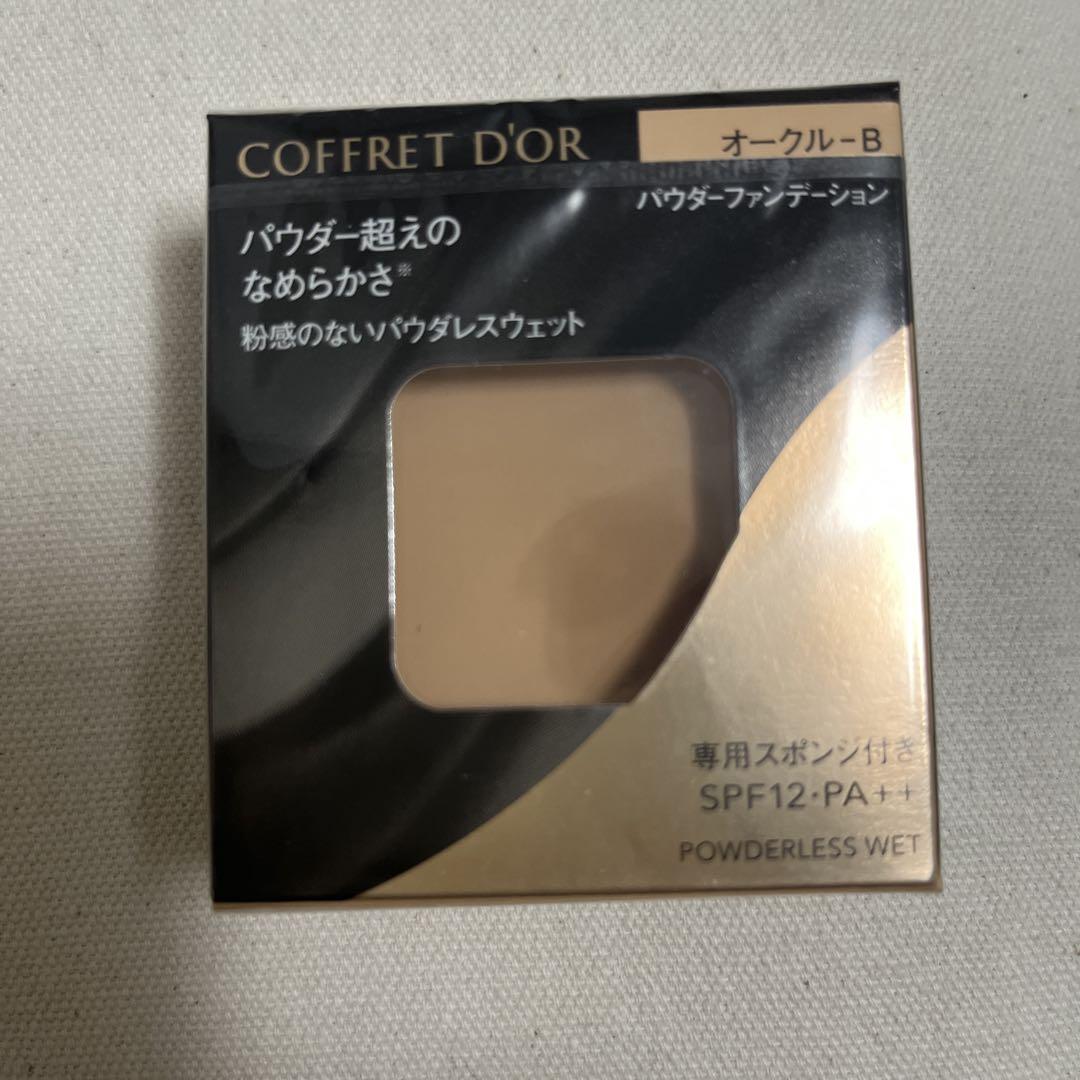 COFFRET D'OR
オークル-B
パウダーファンデーション
パウダー超えの
なめらかさ※
粉感のないパウダレスウェット
専用スポンジ付き
SPF12・PA++
POWDERLESS WET